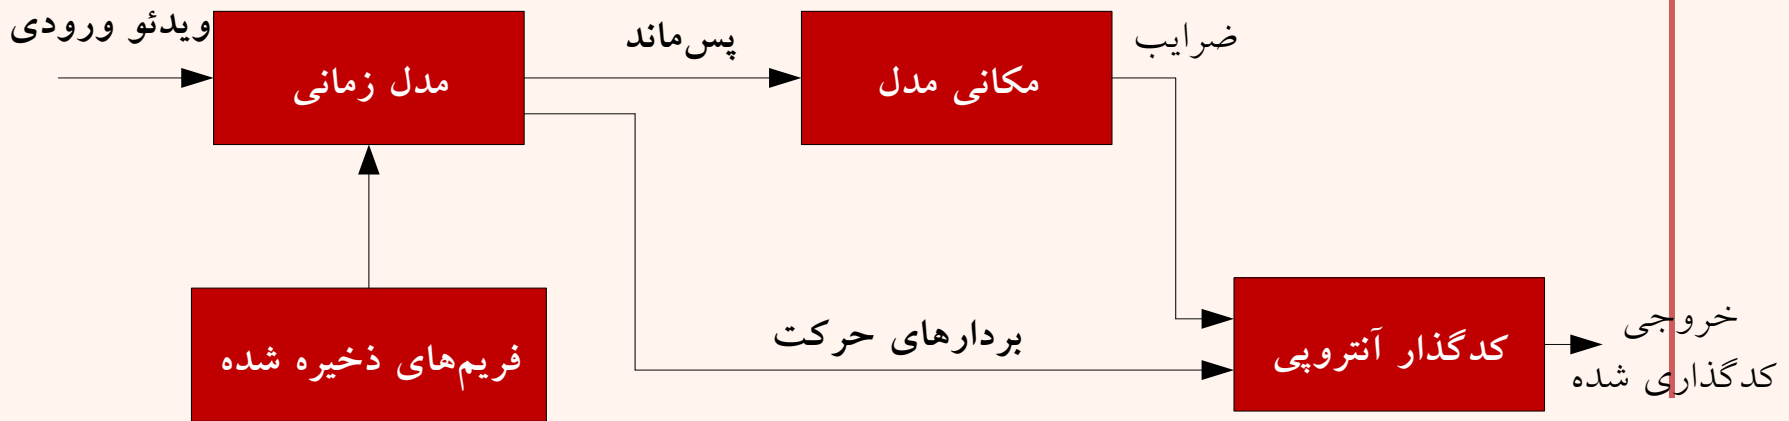 ویدئو ورودی
مدل زمانی
پس‌ماند
مکانی مدل
ضرایب
فریم‌های ذخیره شده
بردارهای حرکت
کدگذار آنتروپی
خروجی
کدگذاری شده